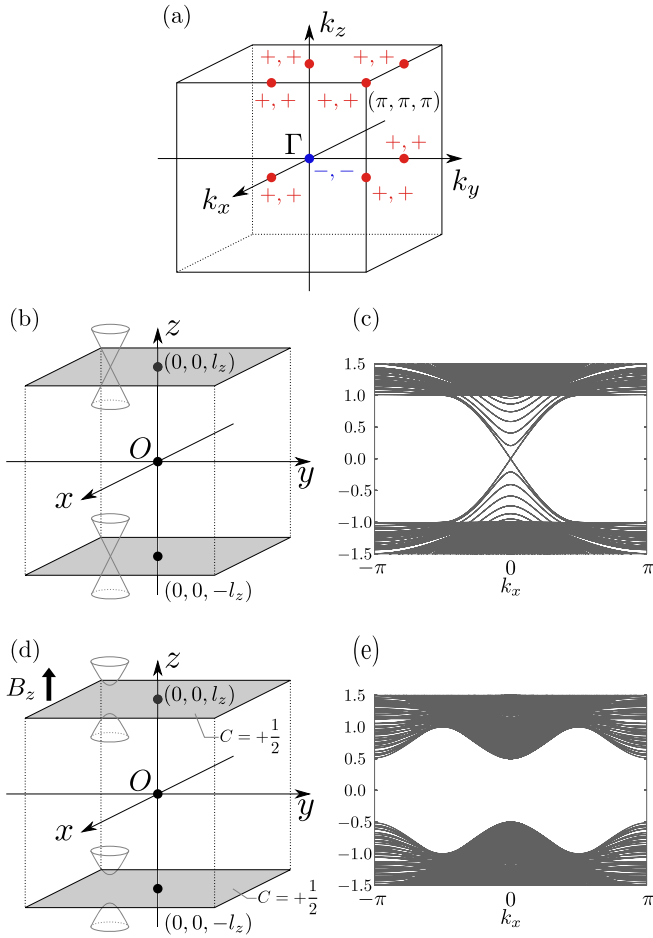 (a)
k_z
+,+ +,+
+,+ +,+ (π, π, π)
Γ +,+
−,− k_y
k_x +,+ +,+
(b) (c)
z
(0, 0, l_z)
O
y
x
(0, 0, −l_z)
1.5
1.0
0.5
0.0
−0.5
−1.0
−1.5
−π 0 π
k_x
(d) (e)
B_z
z
(0, 0, l_z)
C = +1/2
O
y
x
C = +1/2
(0, 0, −l_z)
1.5
1.0
0.5
0.0
−0.5
−1.0
−1.5
−π 0 π
k_x